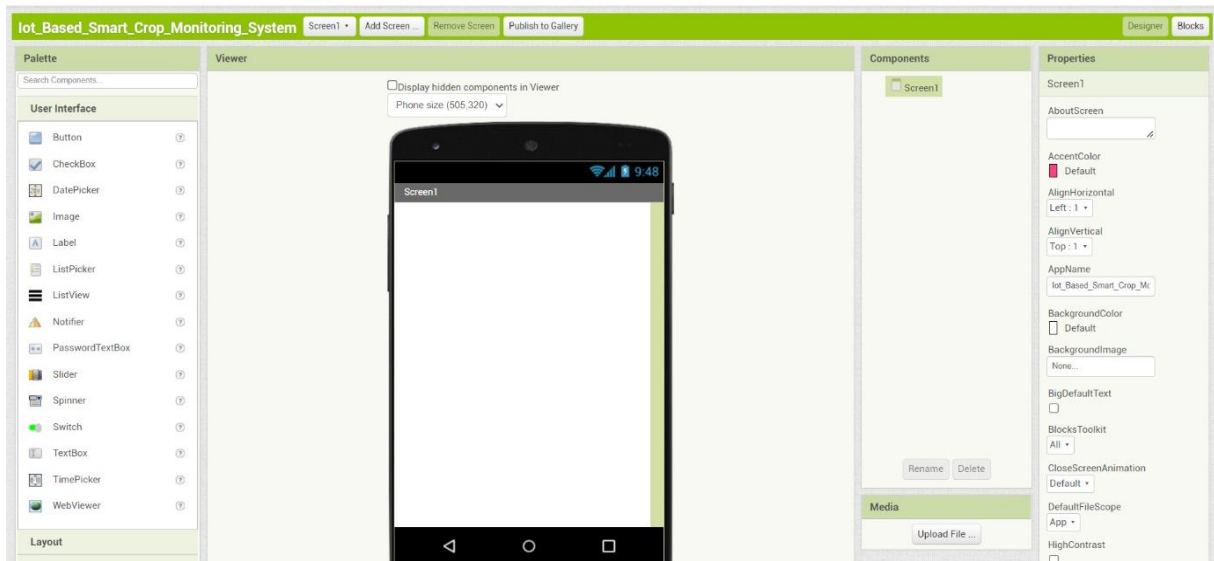 Iot_Based_Smart_Crop_Monitoring_System Screen1 Add Screen ... Remove Screen Publish to Gallery Designer Blocks
Palette
Search Components...
User Interface
Button
CheckBox
DatePicker
Image
Label
ListPicker
ListView
Notifier
PasswordTextBox
Slider
Spinner
Switch
TextBox
TimePicker
WebViewer
Layout
Viewer
Display hidden components in Viewer
Phone size (505,320)
9:48
Screen1
Components
Screen1
Rename Delete
Media
Upload File ...
Properties
Screen1
AboutScreen
AccentColor
Default
AlignHorizontal
Left : 1
AlignVertical
Top : 1
AppName
Iot_Based_Smart_Crop_Mc
BackgroundColor
Default
BackgroundImage
None...
BigDefaultText
BlocksToolkit
All
CloseScreenAnimation
Default
DefaultFileScope
App
HighContrast